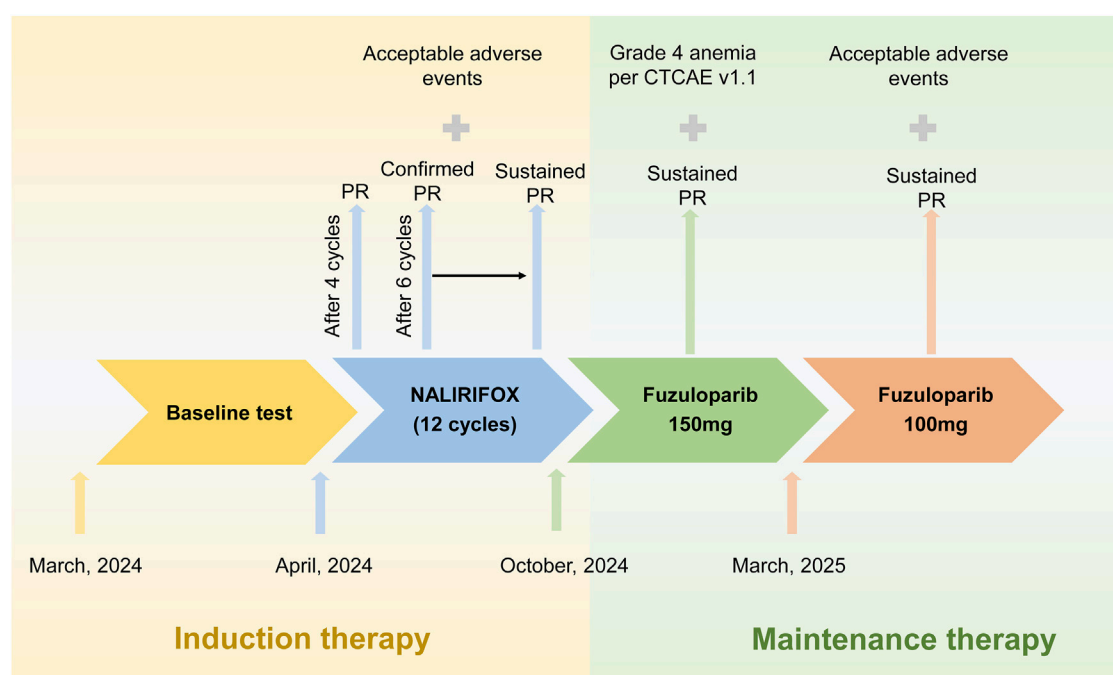 Acceptable adverse
events
Grade 4 anemia
per CTCAE v1.1
Acceptable adverse
events
PR
Confirmed
PR
Sustained
PR
Sustained
PR
Sustained
PR
After 4 cycles
After 6 cycles
Baseline test
NALIRIFOX
(12 cycles)
Fuzuloparib
150mg
Fuzuloparib
100mg
March, 2024
April, 2024
October, 2024
March, 2025
Induction therapy
Maintenance therapy